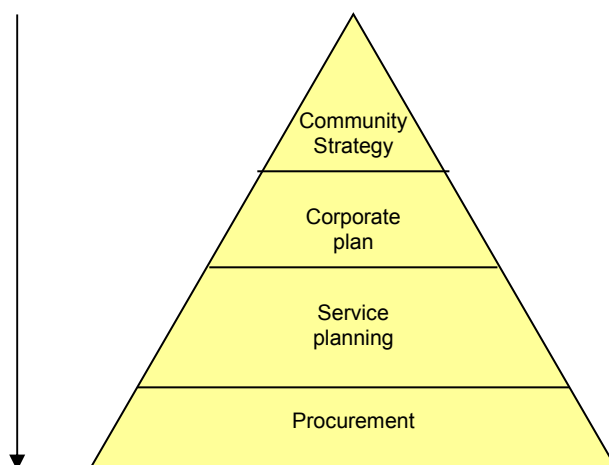 Community
Strategy
Corporate
plan
Service
planning
Procurement